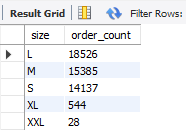 Result Grid Filter Rows:
size order_count
L 18526
M 15385
S 14137
XL 544
XXL 28